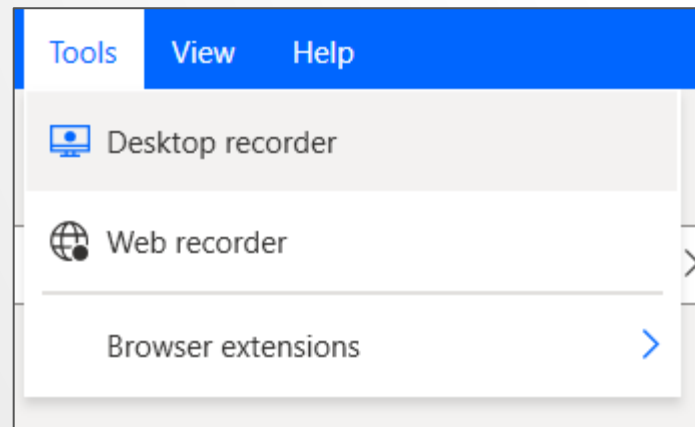 Tools View Help
Desktop recorder
Web recorder
Browser extensions